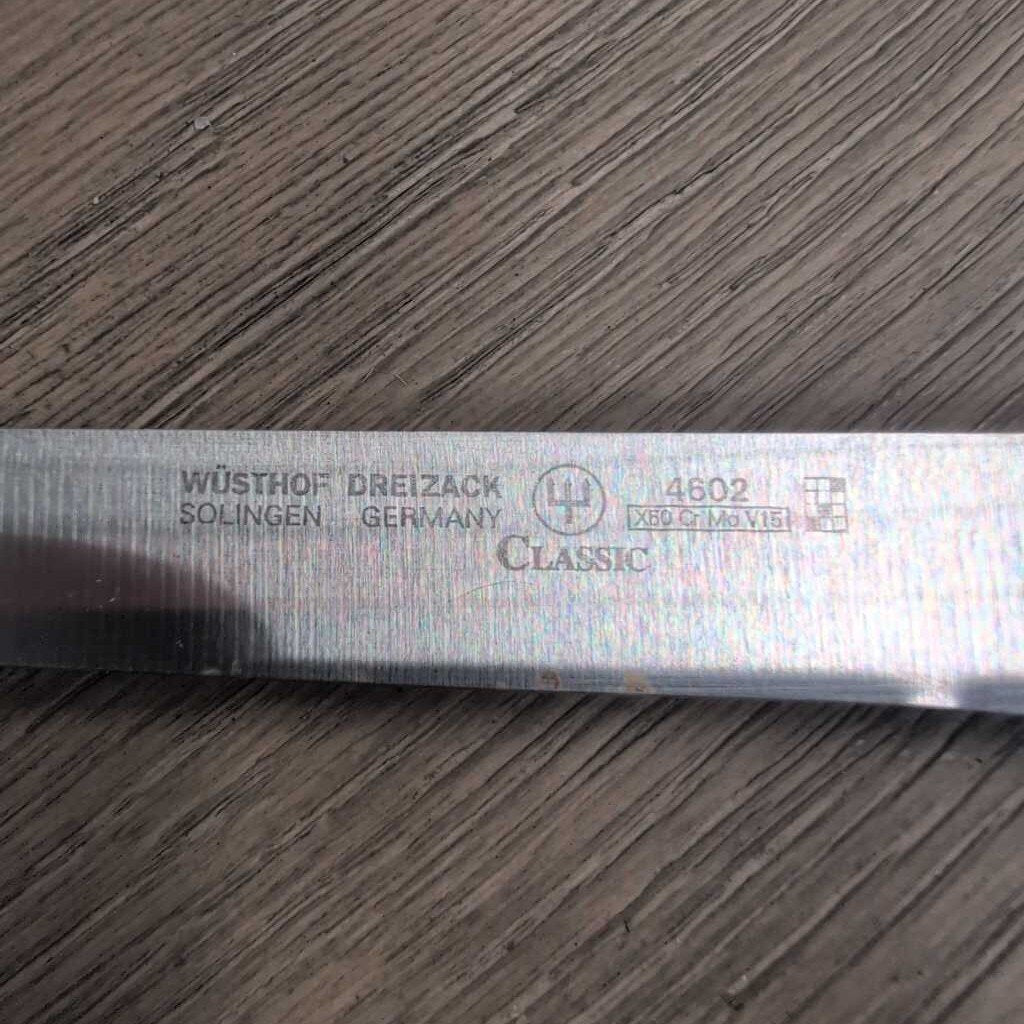 WÜSTHOF DREIZACK 4602
SOLINGEN GERMANY X50 Cr Mo V15
CLASSIC